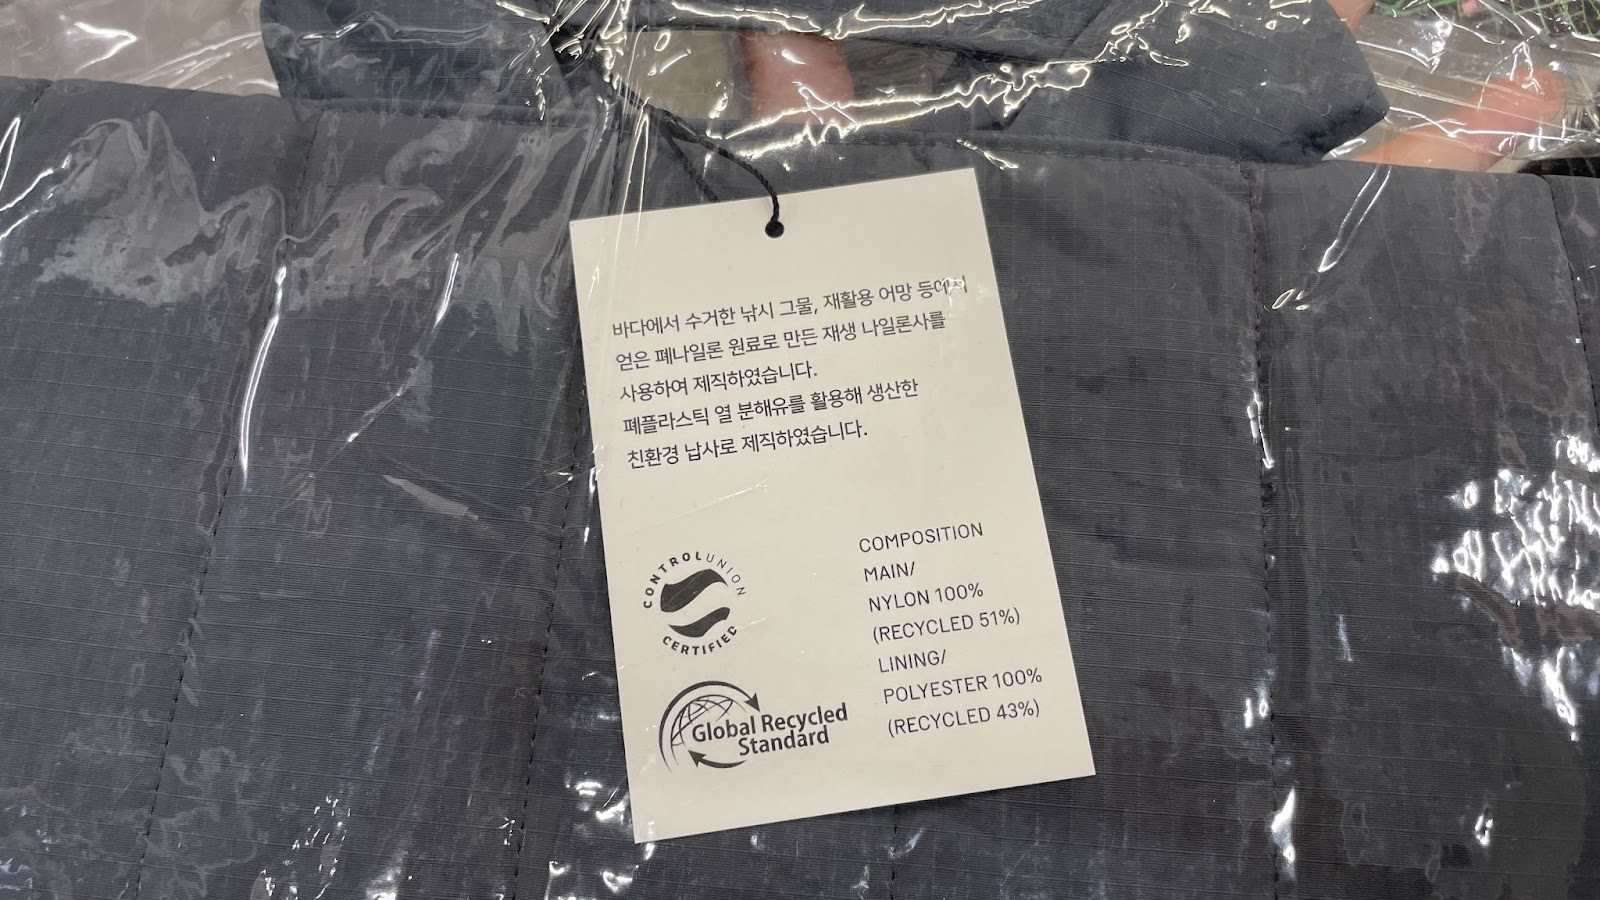 바다에서 수거한 낚시 그물, 재활용 어망 등에서
얻은 폐나일론 원료로 만든 재생 나일론사를
사용하여 제직하였습니다.
폐플라스틱 열 분해유를 활용해 생산한
친환경 납사로 제직하였습니다.
CONTROLUNION
CERTIFIED
Global Recycled
Standard
COMPOSITION
MAIN/
NYLON 100%
(RECYCLED 51%)
LINING/
POLYESTER 100%
(RECYCLED 43%)